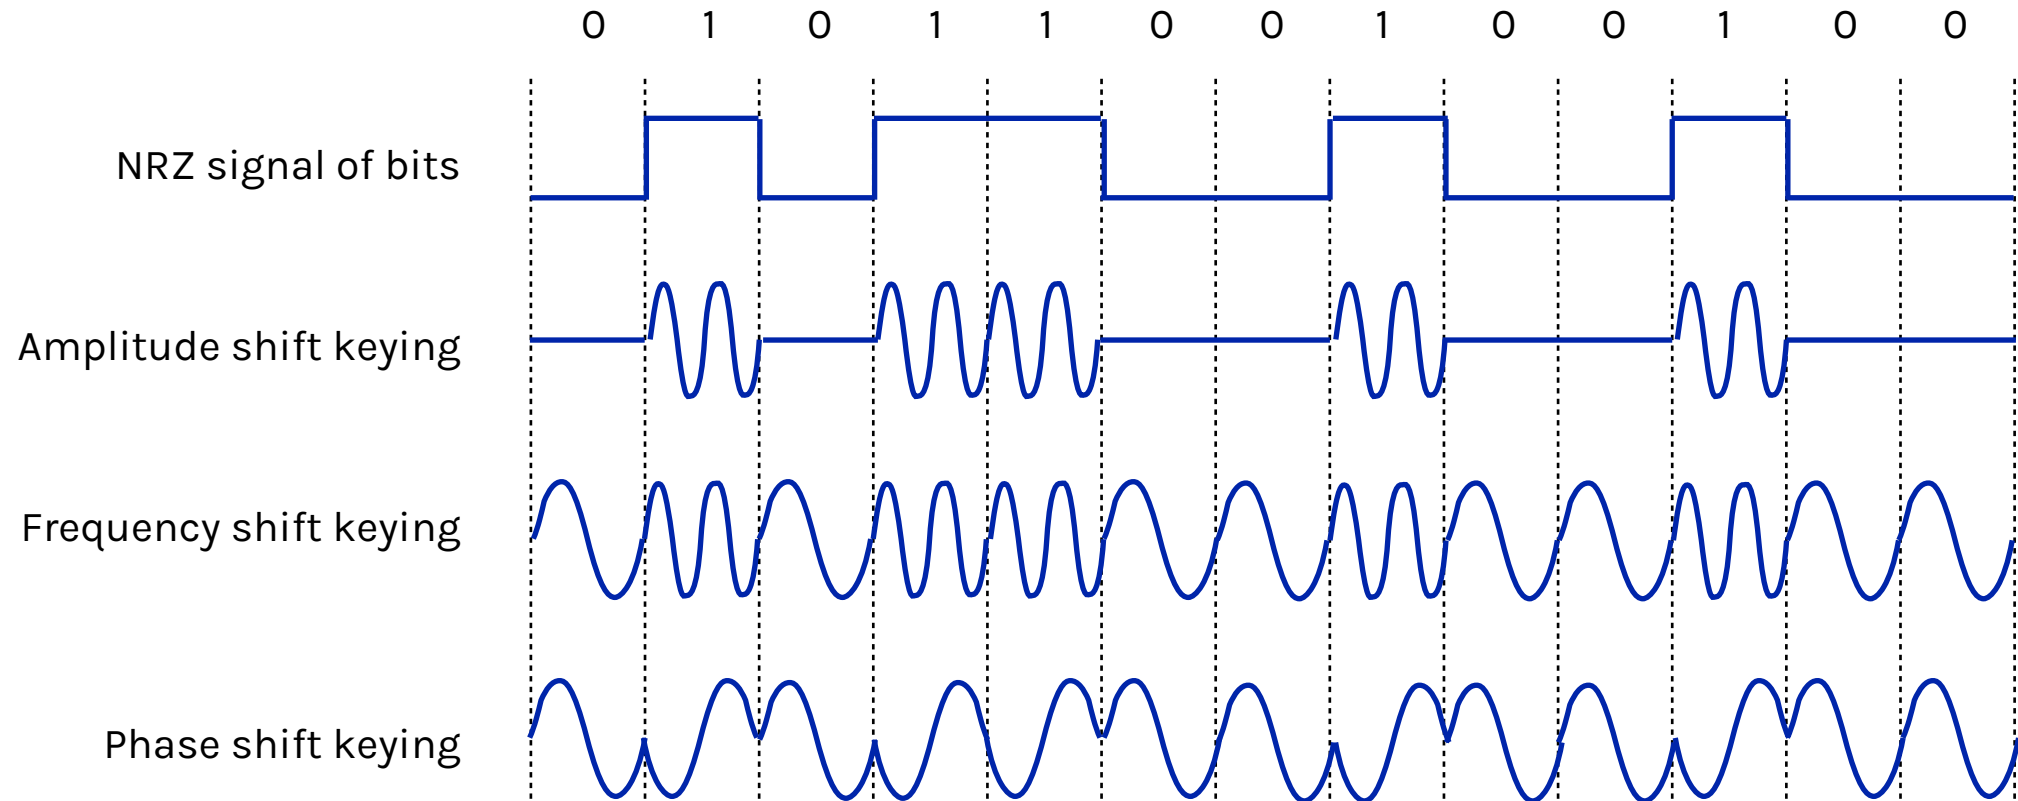 0 1 0 1 1 0 0 1 0 0 1 0 0
NRZ signal of bits
Amplitude shift keying
Frequency shift keying
Phase shift keying